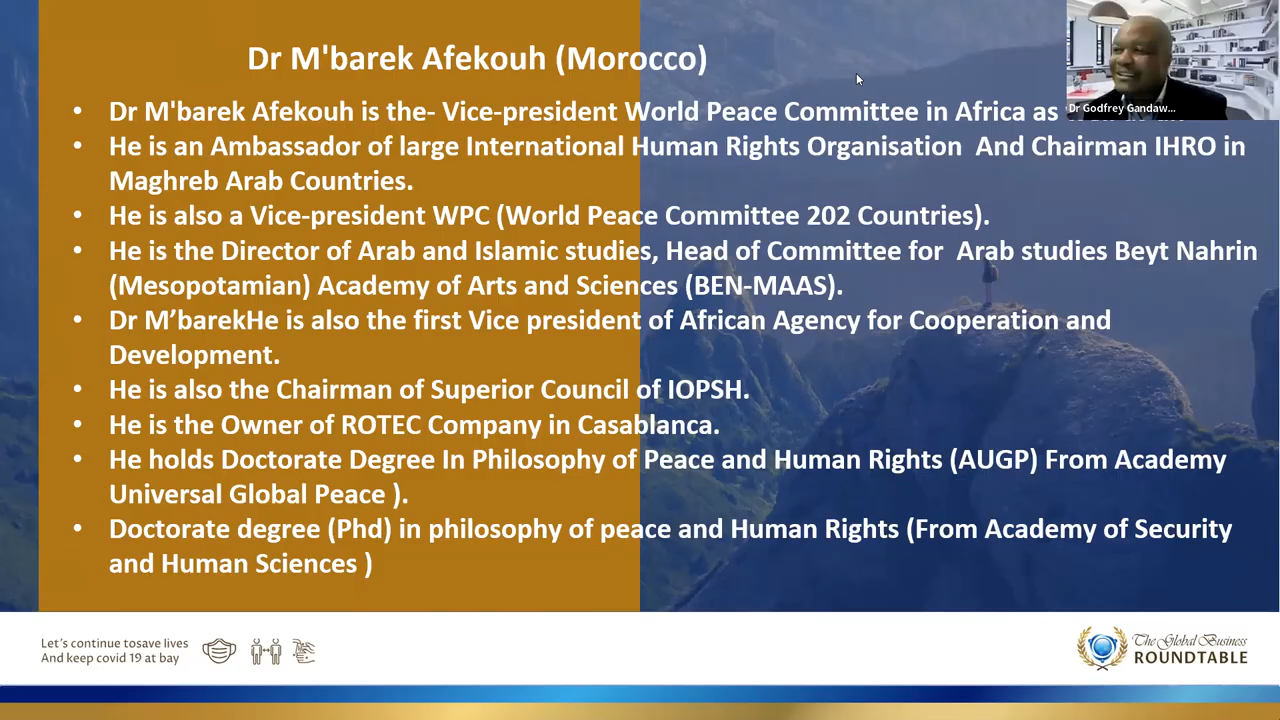 Dr M'barek Afekouh (Morocco)
Dr Godfrey Gandaw...
• Dr M'barek Afekouh is the- Vice-president World Peace Committee in Africa as
• He is an Ambassador of large International Human Rights Organisation And Chairman IHRO in
Maghreb Arab Countries.
• He is also a Vice-president WPC (World Peace Committee 202 Countries).
• He is the Director of Arab and Islamic studies, Head of Committee for Arab studies Beyt Nahrin
(Mesopotamian) Academy of Arts and Sciences (BEN-MAAS).
• Dr M’barekHe is also the first Vice president of African Agency for Cooperation and
Development.
• He is also the Chairman of Superior Council of IOPSH.
• He is the Owner of ROTEC Company in Casablanca.
• He holds Doctorate Degree In Philosophy of Peace and Human Rights (AUGP) From Academy
Universal Global Peace ).
• Doctorate degree (Phd) in philosophy of peace and Human Rights (From Academy of Security
and Human Sciences )
Let's continue tosave lives
And keep covid 19 at bay
The Global Business
ROUNDTABLE